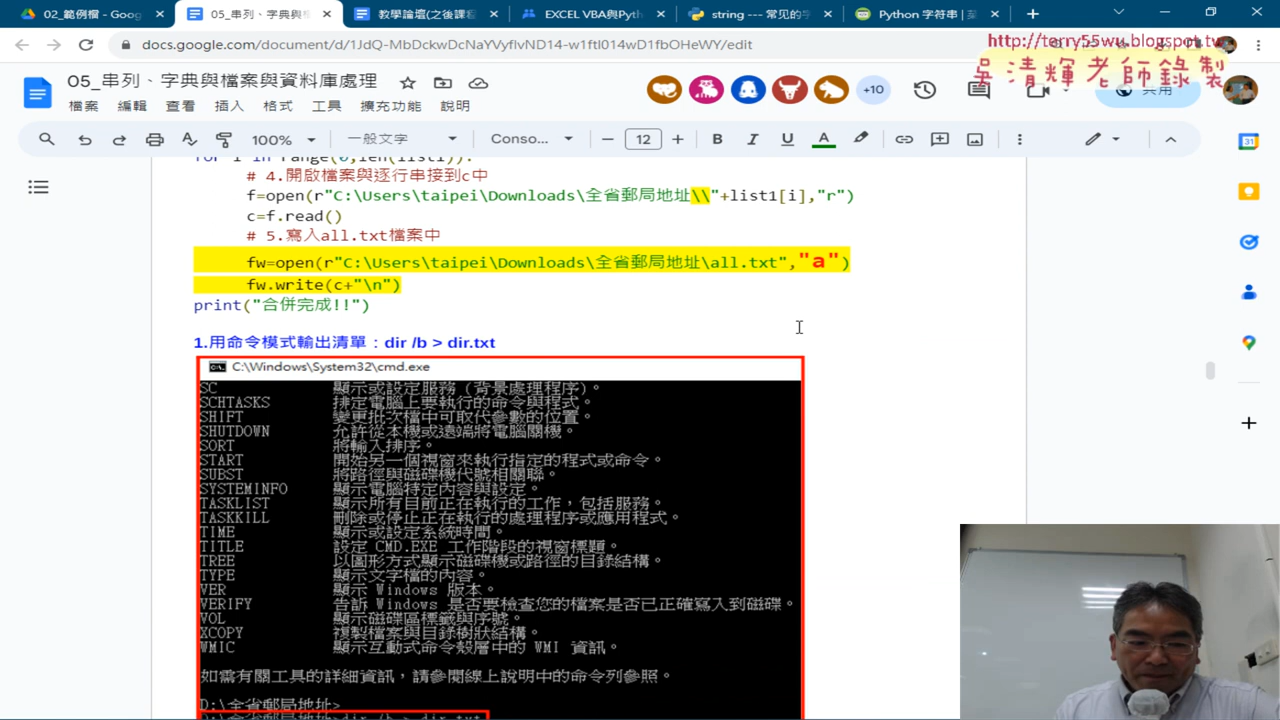 02_範例檔 - Goog
05_串列、字典與檔
教學論壇(之後課程
EXCEL VBA與Pyth
string --- 常见的字
Python 字符串 | 菜
docs.google.com/document/d/1JdQ-MbDckwDcNaYVyflvND14-w1ftl014wD1fbOHeWY/edit
http://terry55wu.blogspot.tw
吳清輝老師錄製
05_串列、字典與檔案與資料庫處理
+10
共用
檔案 編輯 查看 插入 格式 工具 擴充功能 說明
100% 一般文字 Conso... 12
for i in range(0,len(list1)):
# 4.開啟檔案與逐行串接到c中
f=open(r"C:\Users\taipei\Downloads\全省郵局地址\\"+list1[i],"r")
c=f.read()
# 5.寫入all.txt檔案中
fw=open(r"C:\Users\taipei\Downloads\全省郵局地址\all.txt","a")
fw.write(c+"\n")
print("合併完成!!")
1.用命令模式輸出清單：dir /b > dir.txt
C:\Windows\System32\cmd.exe
SC 顯示或設定服務 (背景處理程序)。
SCHTASKS 排定電腦上要執行的命令與程式。
SHIFT 變更批次檔中可取代參數的位置。
SHUTDOWN 允許從本機或遠端將電腦關機。
SORT 將輸入排序。
START 開始另一個視窗來執行指定的程式或命令。
SUBST 將路徑與磁碟機代號相關聯。
SYSTEMINFO 顯示電腦特定內容與設定。
TASKLIST 顯示所有目前正在執行的工作，包括服務。
TASKKILL 刪除或停止正在執行的處理程序或應用程式。
TIME 顯示或設定系統時間。
TITLE 設定 CMD.EXE 工作階段的視窗標題。
TREE 以圖形方式顯示磁碟機或路徑的目錄結構。
TYPE 顯示文字檔的內容。
VER 顯示 Windows 版本。
VERIFY 告訴 Windows 是否要檢查您的檔案是否已正確寫入到磁碟。
VOL 顯示磁碟區標籤與序號。
XCOPY 複製檔案與目錄樹狀結構。
WMIC 顯示互動式命令殼層中的 WMI 資訊。
如需有關工具的詳細資訊，請參閱線上說明中的命令列參照。
D:\全省郵局地址>
D:\全省郵局地址>dir /b > dir.txt